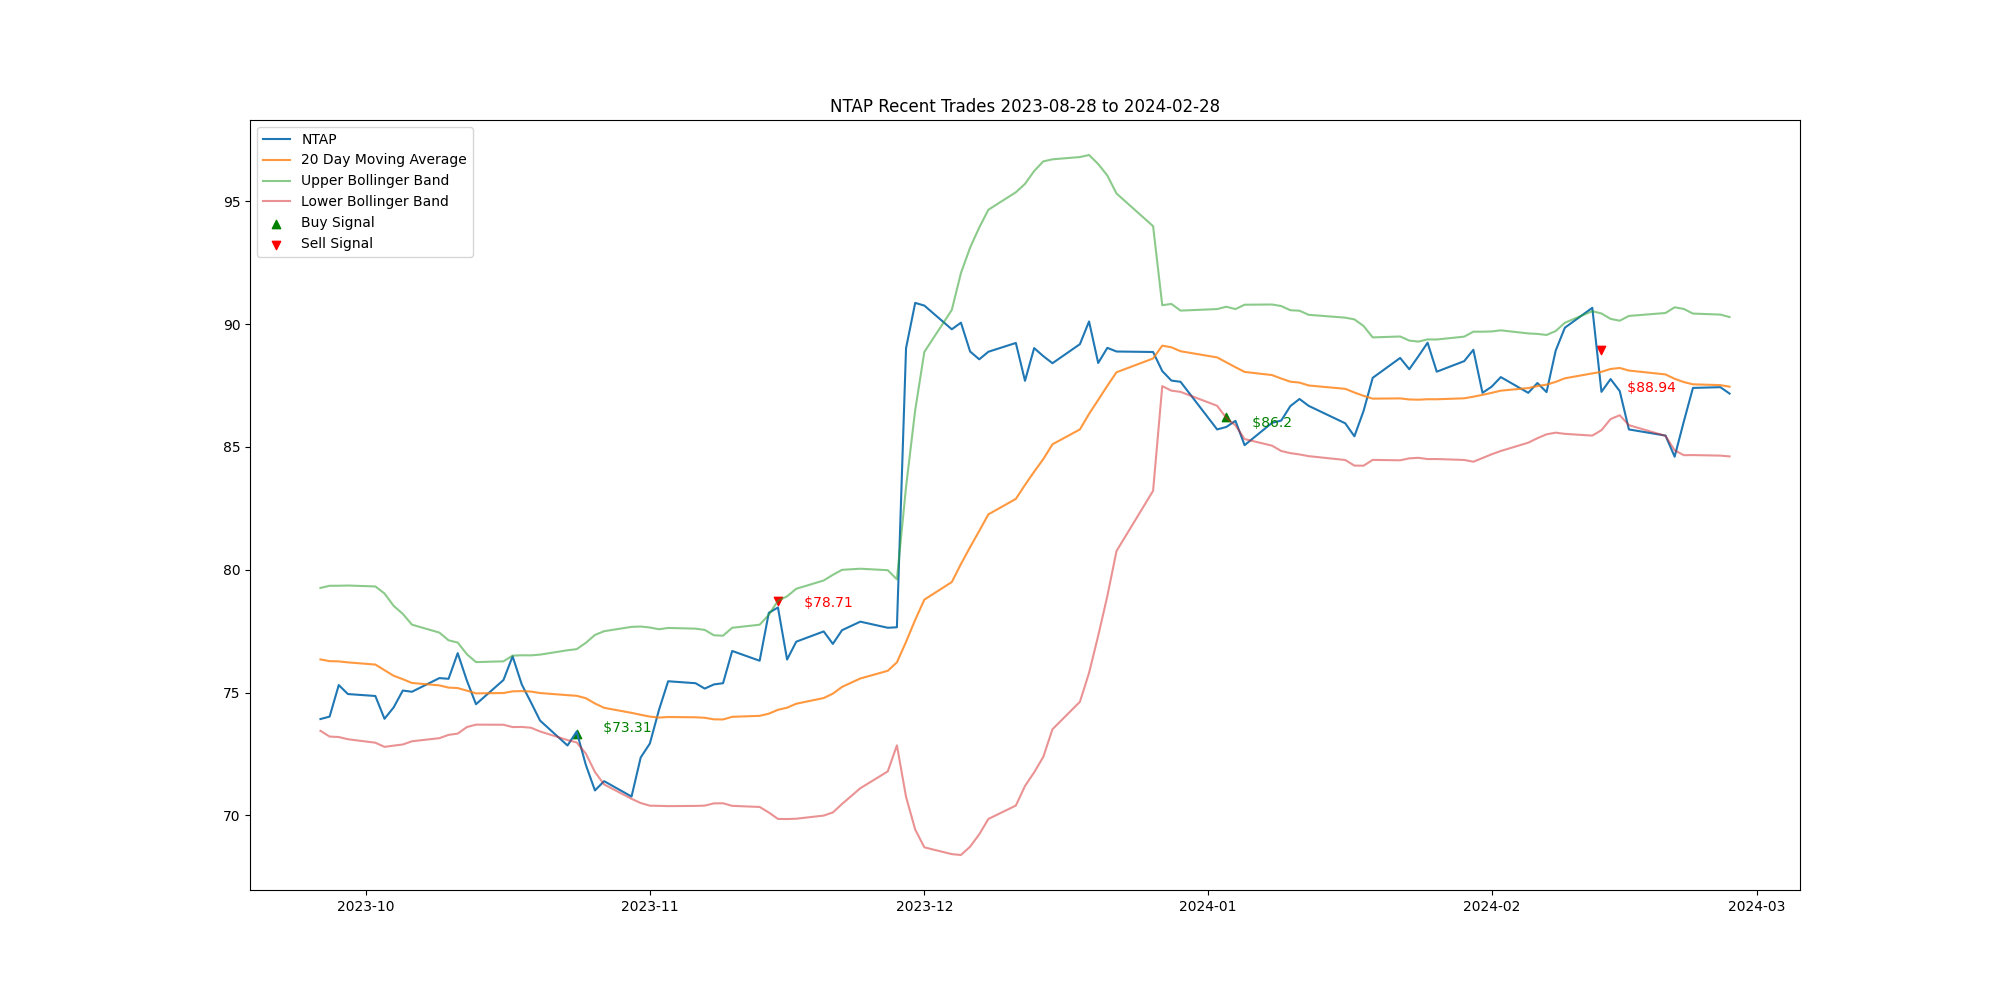 NTAP Recent Trades 2023-08-28 to 2024-02-28
NTAP
20 Day Moving Average
Upper Bollinger Band
Lower Bollinger Band
Buy Signal
Sell Signal
95
90
85
80
75
70
$73.31
$78.71
$86.2
$88.94
2023-10
2023-11
2023-12
2024-01
2024-02
2024-03